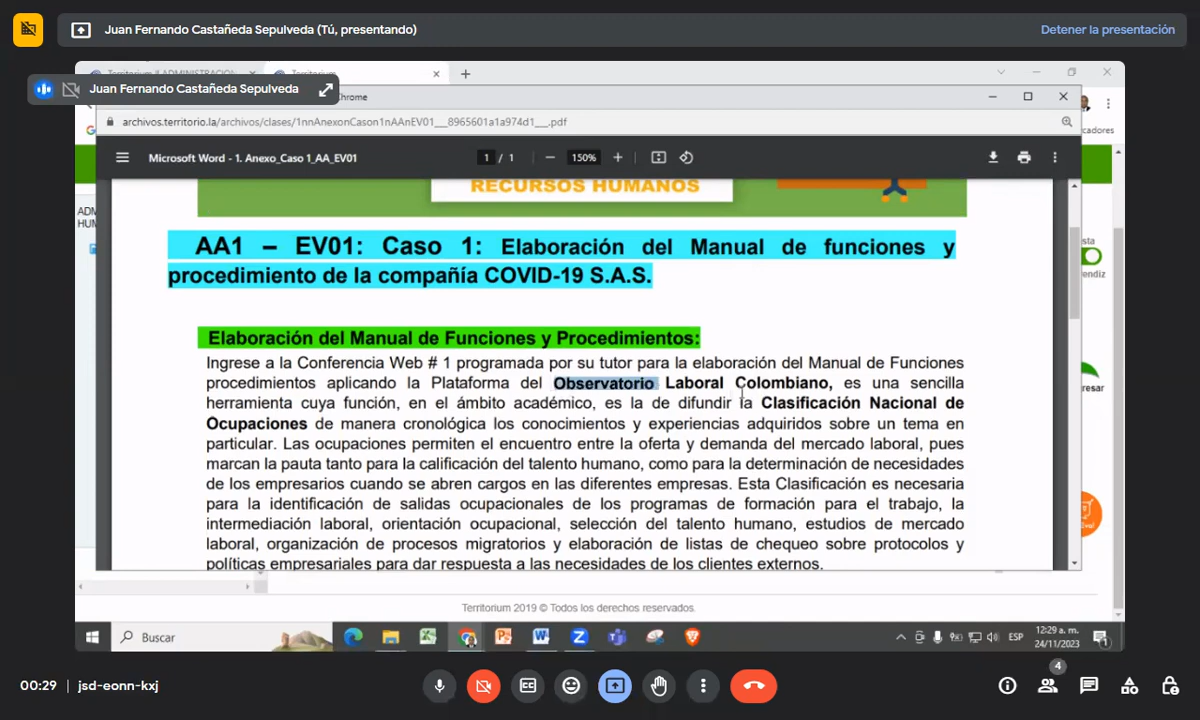 Juan Fernando Castañeda Sepulveda (Tú, presentando)
Detener la presentación
Juan Fernando Castañeda Sepulveda
Chrome
archivos.territorio.la/archivos/clases/1nnAnexonCason1nAAnEV01__8965601a1a974d1__.pdf
Microsoft Word - 1. Anexo_Caso 1_AA_EV01
1 / 1
150%
RECURSOS HUMANOS
AA1 – EV01: Caso 1: Elaboración del Manual de funciones y
procedimiento de la compañía COVID-19 S.A.S.
Elaboración del Manual de Funciones y Procedimientos:
Ingrese a la Conferencia Web # 1 programada por su tutor para la elaboración del Manual de Funciones
procedimientos aplicando la Plataforma del Observatorio Laboral Colombiano, es una sencilla
herramienta cuya función, en el ámbito académico, es la de difundir la Clasificación Nacional de
Ocupaciones de manera cronológica los conocimientos y experiencias adquiridos sobre un tema en
particular. Las ocupaciones permiten el encuentro entre la oferta y demanda del mercado laboral, pues
marcan la pauta tanto para la calificación del talento humano, como para la determinación de necesidades
de los empresarios cuando se abren cargos en las diferentes empresas. Esta Clasificación es necesaria
para la identificación de salidas ocupacionales de los programas de formación para el trabajo, la
intermediación laboral, orientación ocupacional, selección del talento humano, estudios de mercado
laboral, organización de procesos migratorios y elaboración de listas de chequeo sobre protocolos y
políticas empresariales para dar respuesta a las necesidades de los clientes externos.
Territorium 2019 © Todos los derechos reservados.
Buscar
ESP
12:29 a. m.
24/11/2023
00:29 | jsd-eonn-kxj
4